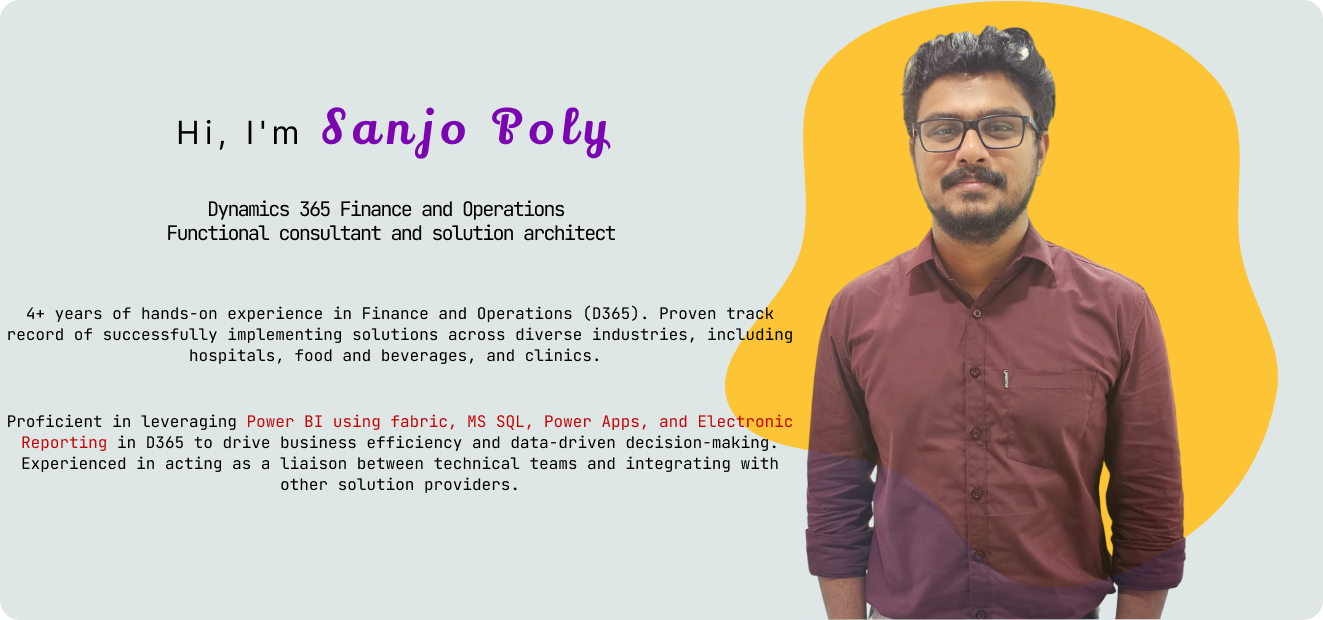 Hi, I'm Sanjo Poly
Dynamics 365 Finance and Operations
Functional consultant and solution architect
4+ years of hands-on experience in Finance and Operations (D365). Proven track
record of successfully implementing solutions across diverse industries, including
hospitals, food and beverages, and clinics.
Proficient in leveraging Power BI using fabric, MS SQL, Power Apps, and Electronic
Reporting in D365 to drive business efficiency and data-driven decision-making.
Experienced in acting as a liaison between technical teams and integrating with
other solution providers.